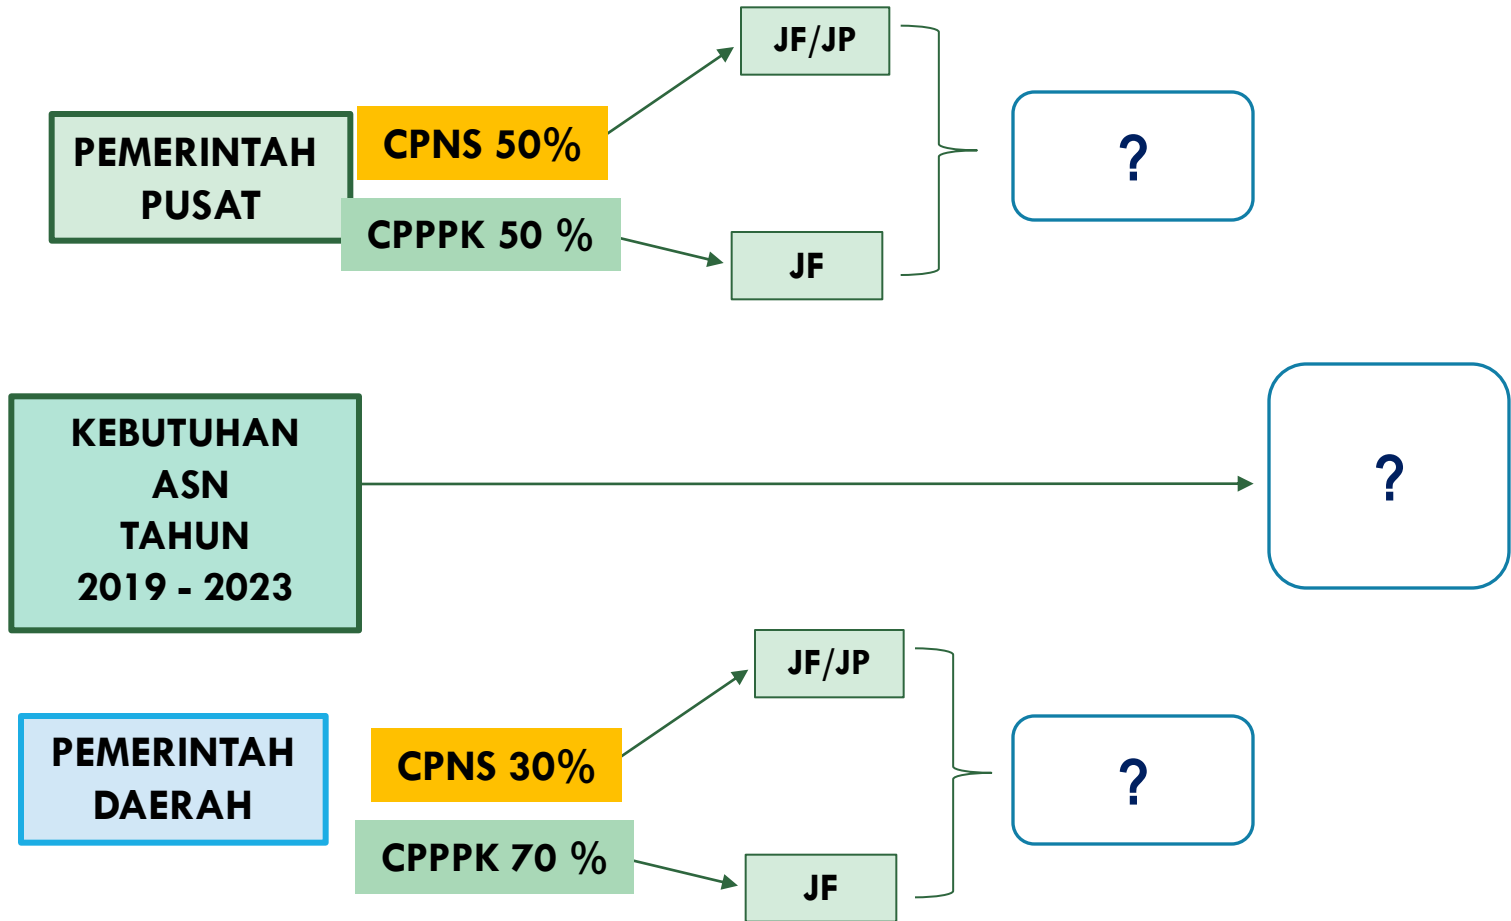 JF/JP
PEMERINTAH
PUSAT
CPNS 50%
CPPPK 50 %
JF
?
KEBUTUHAN
ASN
TAHUN
2019 - 2023
?
PEMERINTAH
DAERAH
CPNS 30%
CPPPK 70 %
JF/JP
JF
?